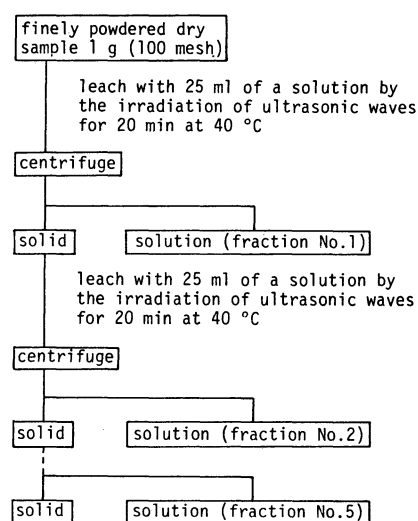 finely powdered dry
sample 1 g (100 mesh)
leach with 25 ml of a solution by
the irradiation of ultrasonic waves
for 20 min at 40 °C
centrifuge
solid
solution (fraction No.1)
leach with 25 ml of a solution by
the irradiation of ultrasonic waves
for 20 min at 40 °C
centrifuge
solid
solution (fraction No.2)
solid
solution (fraction No.5)